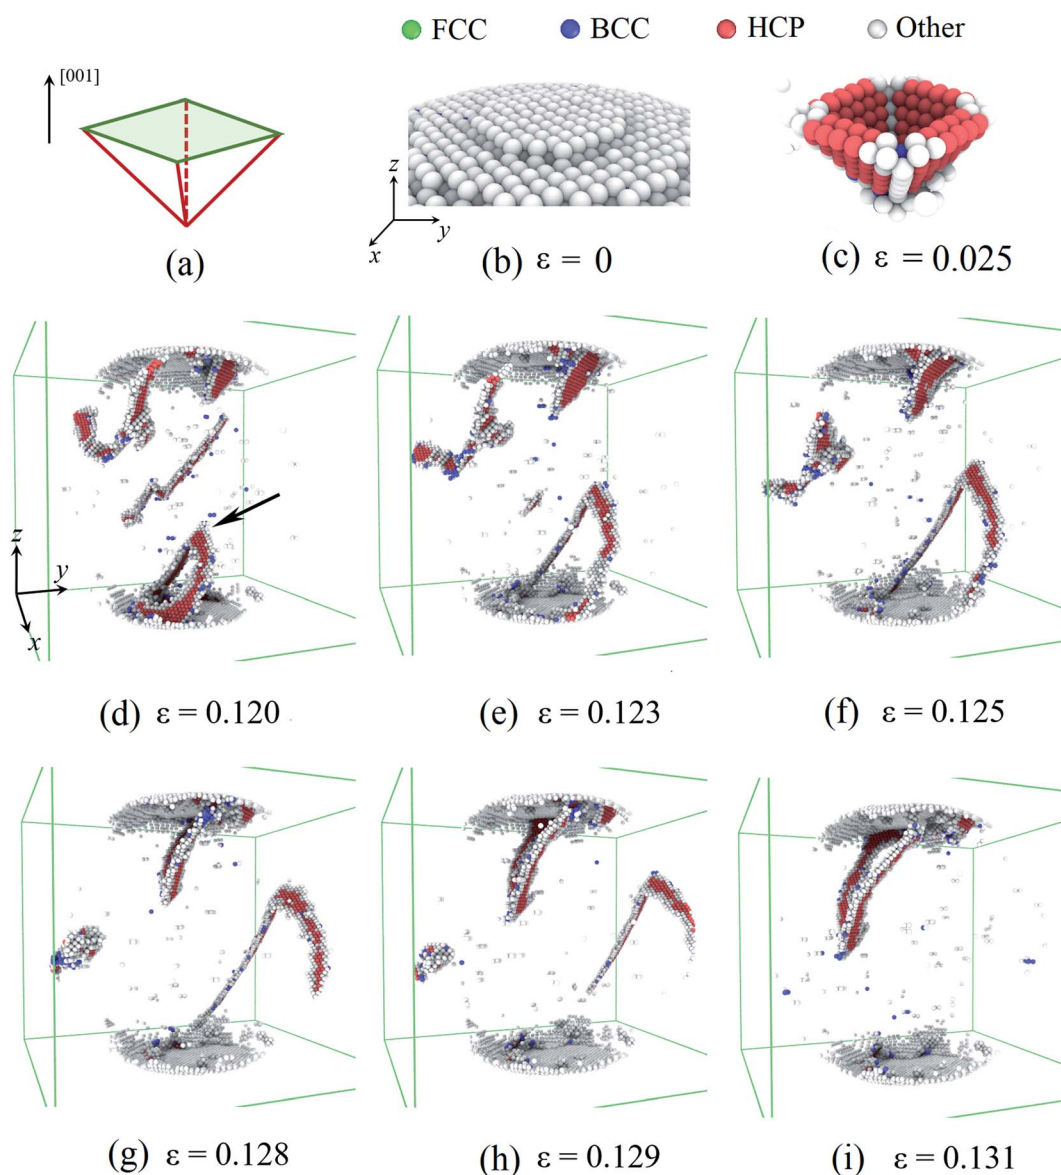 FCC BCC HCP Other
[001]
z
y
x
(a) (b) ε = 0 (c) ε = 0.025
z
y
x
(d) ε = 0.120 (e) ε = 0.123 (f) ε = 0.125
(g) ε = 0.128 (h) ε = 0.129 (i) ε = 0.131